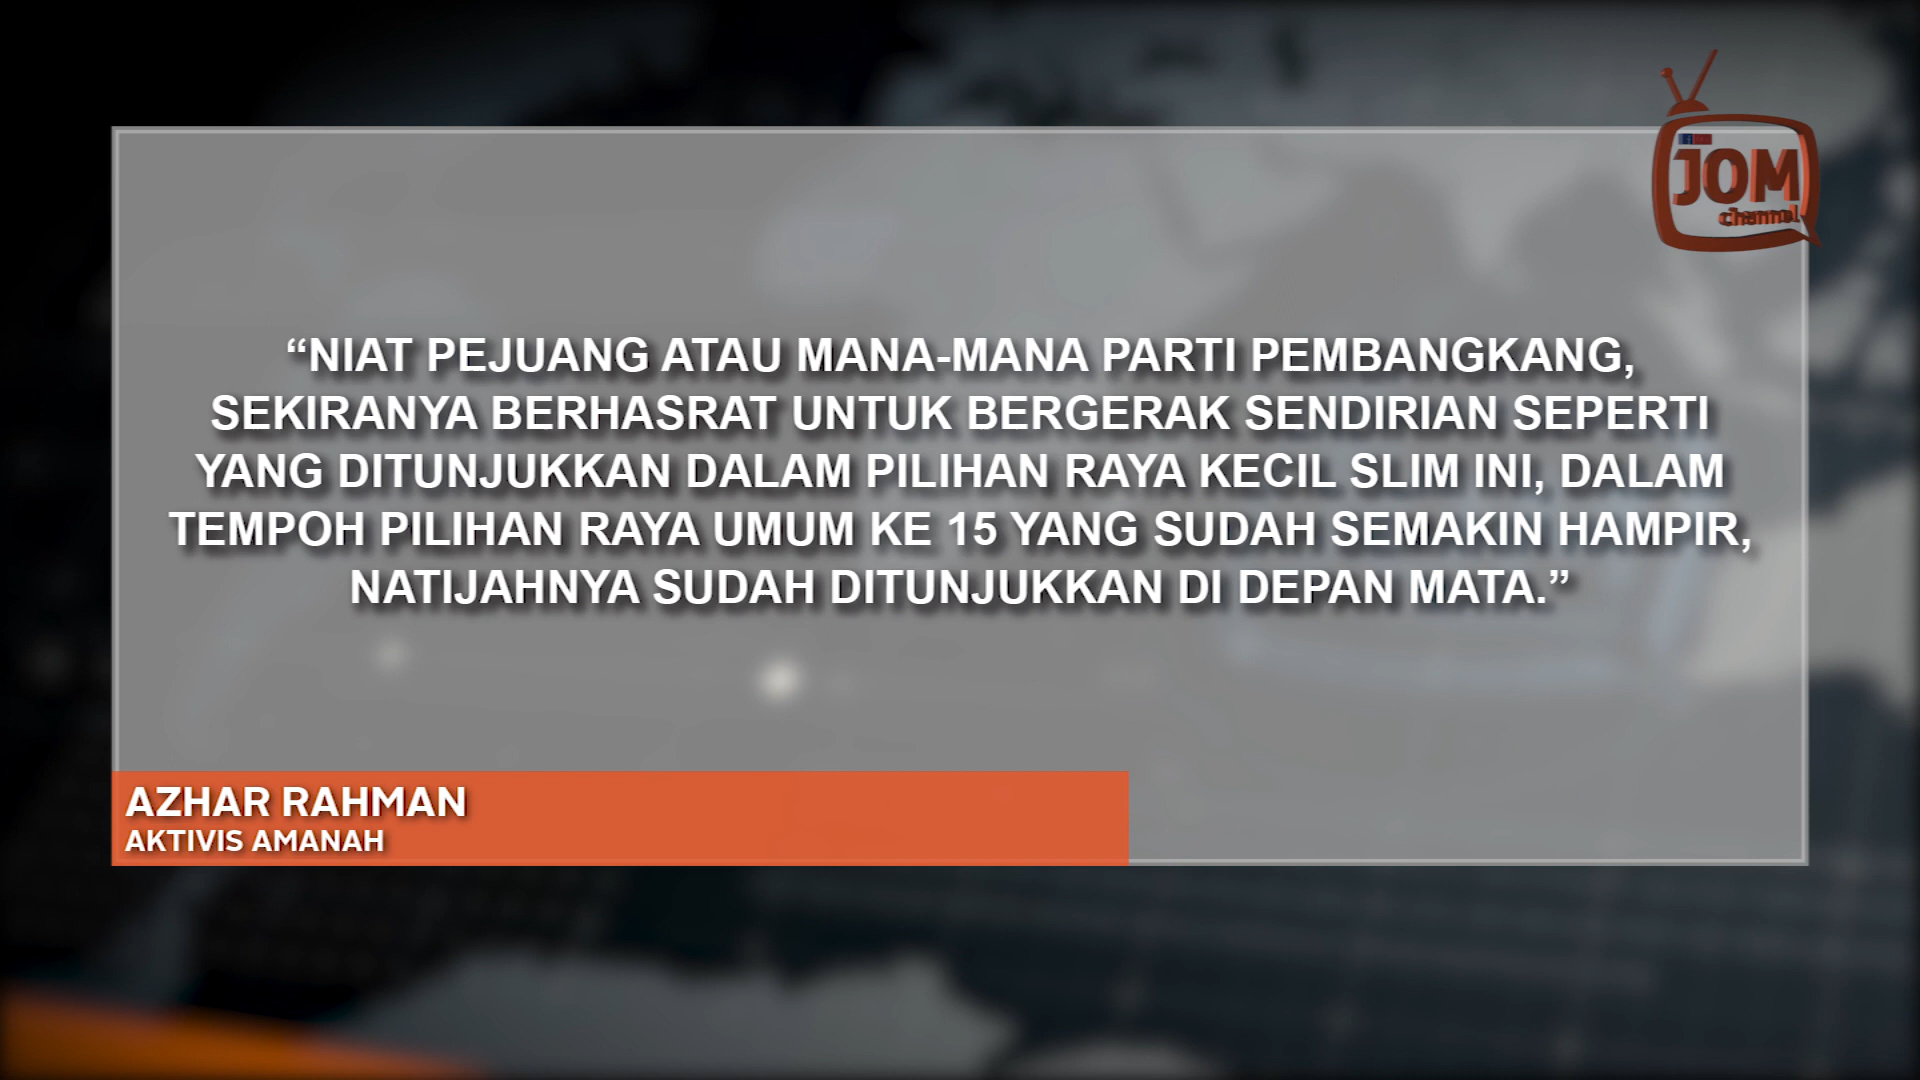 JOM
channel
“NIAT PEJUANG ATAU MANA-MANA PARTI PEMBANGKANG,
SEKIRANYA BERHASRAT UNTUK BERGERAK SENDIRIAN SEPERTI
YANG DITUNJUKKAN DALAM PILIHAN RAYA KECIL SLIM INI, DALAM
TEMPOH PILIHAN RAYA UMUM KE 15 YANG SUDAH SEMAKIN HAMPIR,
NATIJAHNYA SUDAH DITUNJUKKAN DI DEPAN MATA.”
AZHAR RAHMAN
AKTIVIS AMANAH